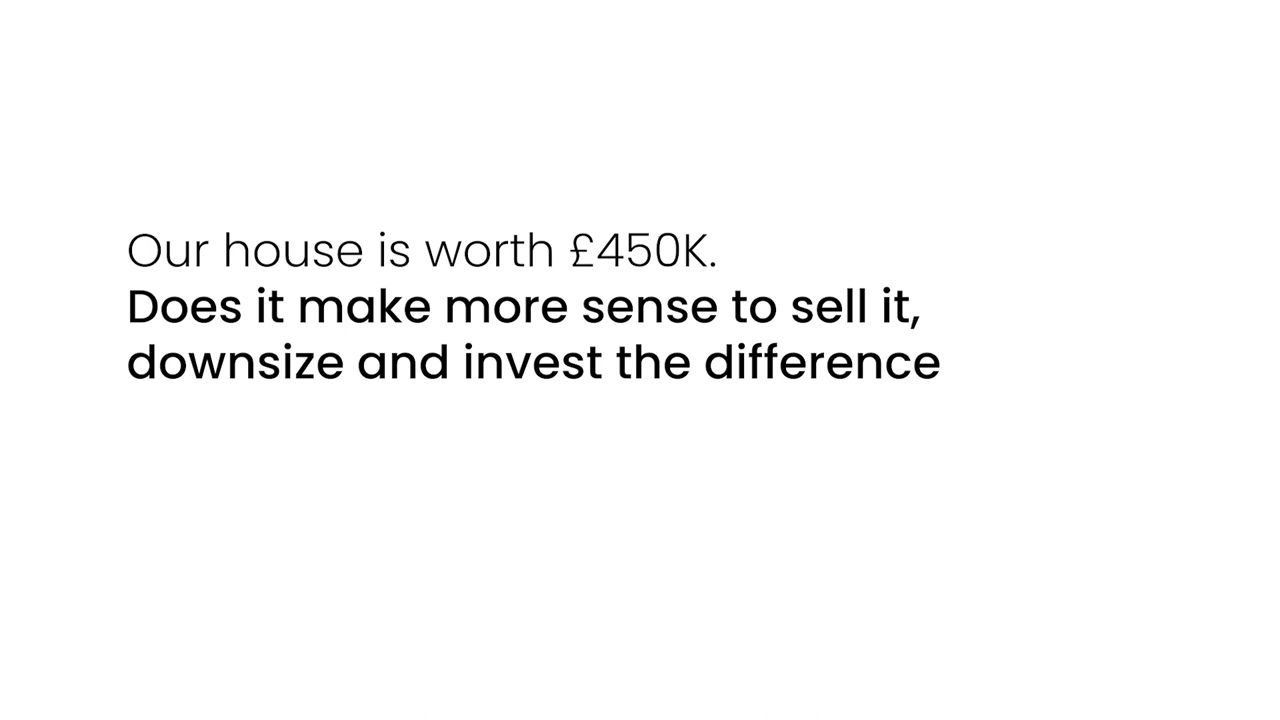 Our house is worth £450K.
Does it make more sense to sell it,
downsize and invest the difference